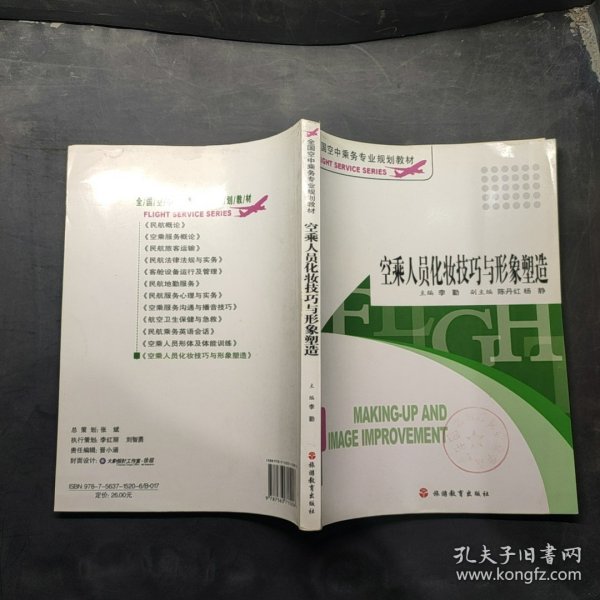 全/国/空/中
划/教/材
FLIGHT SERVICE SERIES
《民航概论》
《空乘服务概论》
《民航旅客运输》
《民航法律法规与实务》
《客舱设备运行及管理》
《民航地勤服务》
《民航服务心理与实务》
《空乘服务沟通与播音技巧》
《航空卫生保健与急救》
《民航乘务英语会话》
《空乘人员形体及体能训练》
《空乘人员化妆技巧与形象塑造》
总 策 划：张 斌
执行策划：李红丽 刘智勇
责任编辑：晋小涵
封面设计：
ISBN 978-7-5637-1520-6/B·017
定价：26.00元
全国空中乘务专业规划教材
空乘人员化妆技巧与形象塑造
主编 李 勤
国空中乘务专业规划教材
IGHT SERVICE SERIES
空乘人员化妆技巧与形象塑造
主编 李 勤 副主编 陈丹红 杨 静
FLIGH
MAKING-UP AND
IMAGE IMPROVEMENT
旅游教育出版社
孔夫子旧书网
www.kongfz.com